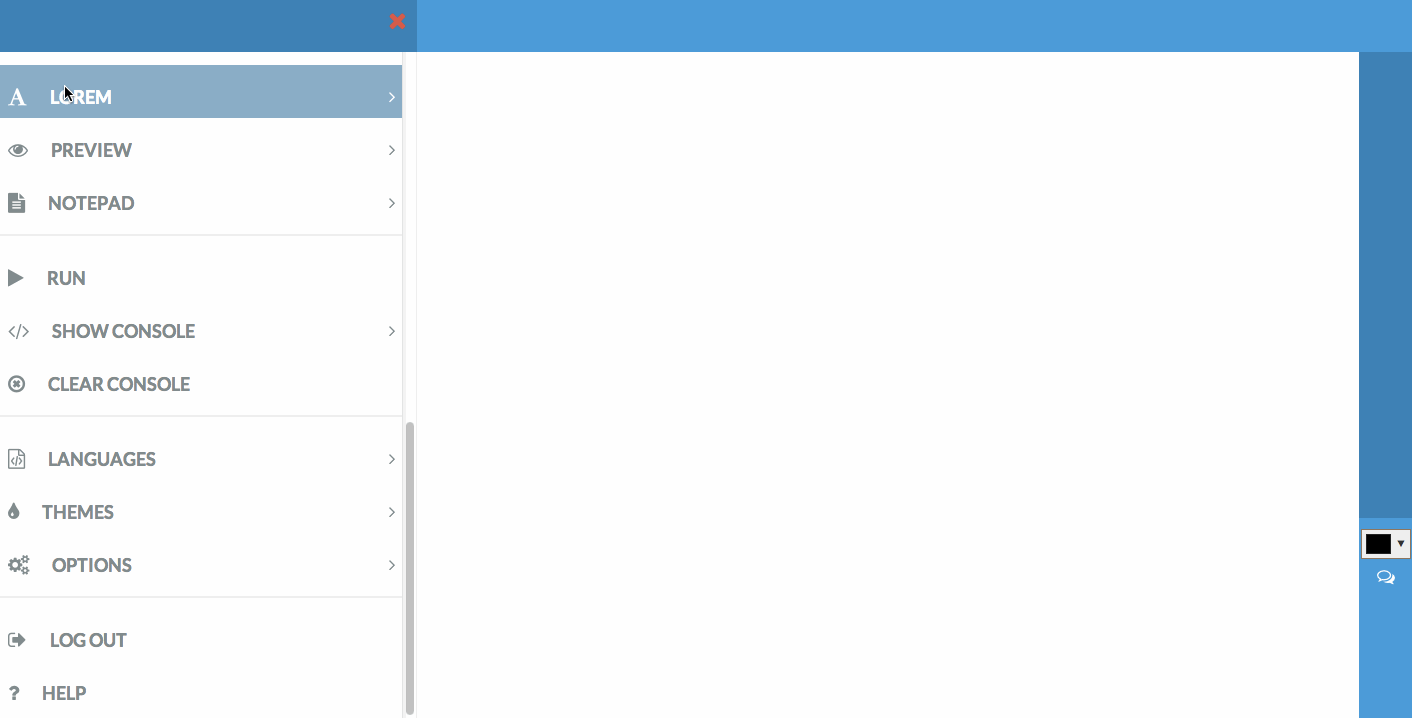 LOREM
PREVIEW
NOTEPAD
RUN
SHOW CONSOLE
CLEAR CONSOLE
LANGUAGES
THEMES
OPTIONS
LOG OUT
HELP